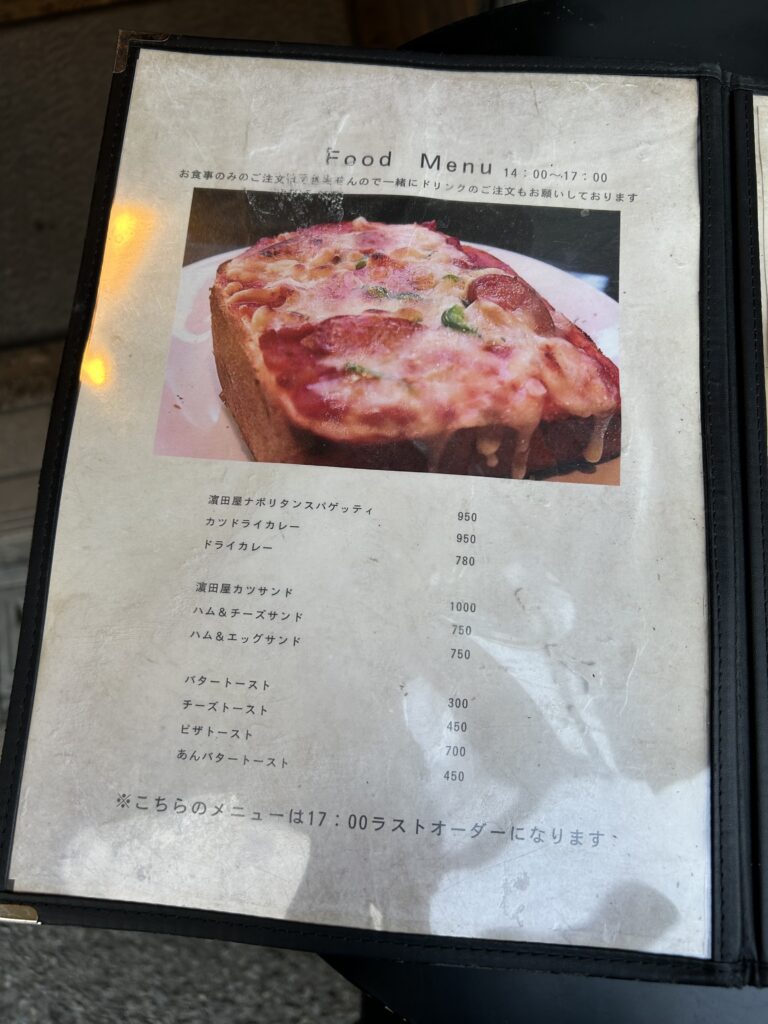 Food Menu 14：00～17：00
お食事のみのご注文はできませんので一緒にドリンクのご注文もお願いしております
濵田屋ナポリタンスパゲッティ 950
カツドライカレー 950
ドライカレー 780
濵田屋カツサンド 1000
ハム＆チーズサンド 750
ハム＆エッグサンド 750
バタートースト 300
チーズトースト 450
ピザトースト 700
あんバタートースト 450
※こちらのメニューは17：00ラストオーダーになります